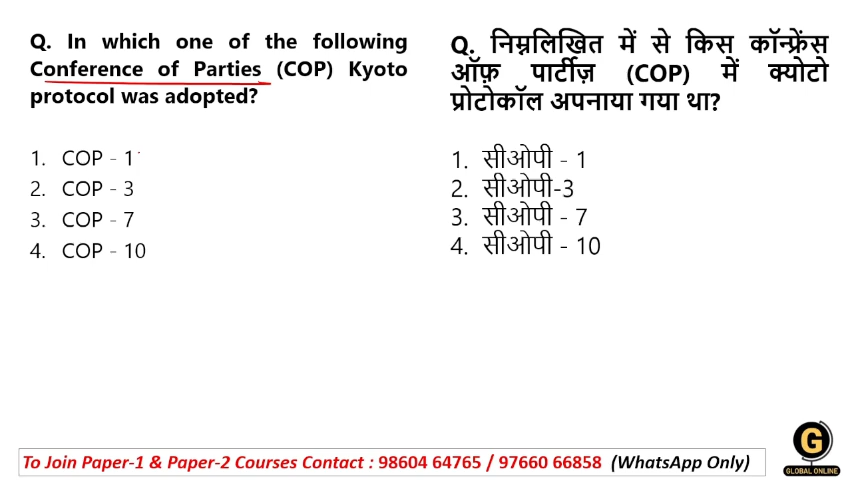 Q. In which one of the following
Conference of Parties (COP) Kyoto
protocol was adopted?
1. COP - 1
2. COP - 3
3. COP - 7
4. COP - 10
Q. निम्नलिखित में से किस कॉन्फ्रेंस
ऑफ़ पार्टीज़ (COP) में क्योटो
प्रोटोकॉल अपनाया गया था?
1. सीओपी - 1
2. सीओपी-3
3. सीओपी - 7
4. सीओपी - 10
To Join Paper-1 & Paper-2 Courses Contact : 98604 64765 / 97660 66858 (WhatsApp Only)
G
GLOBAL ONLINE